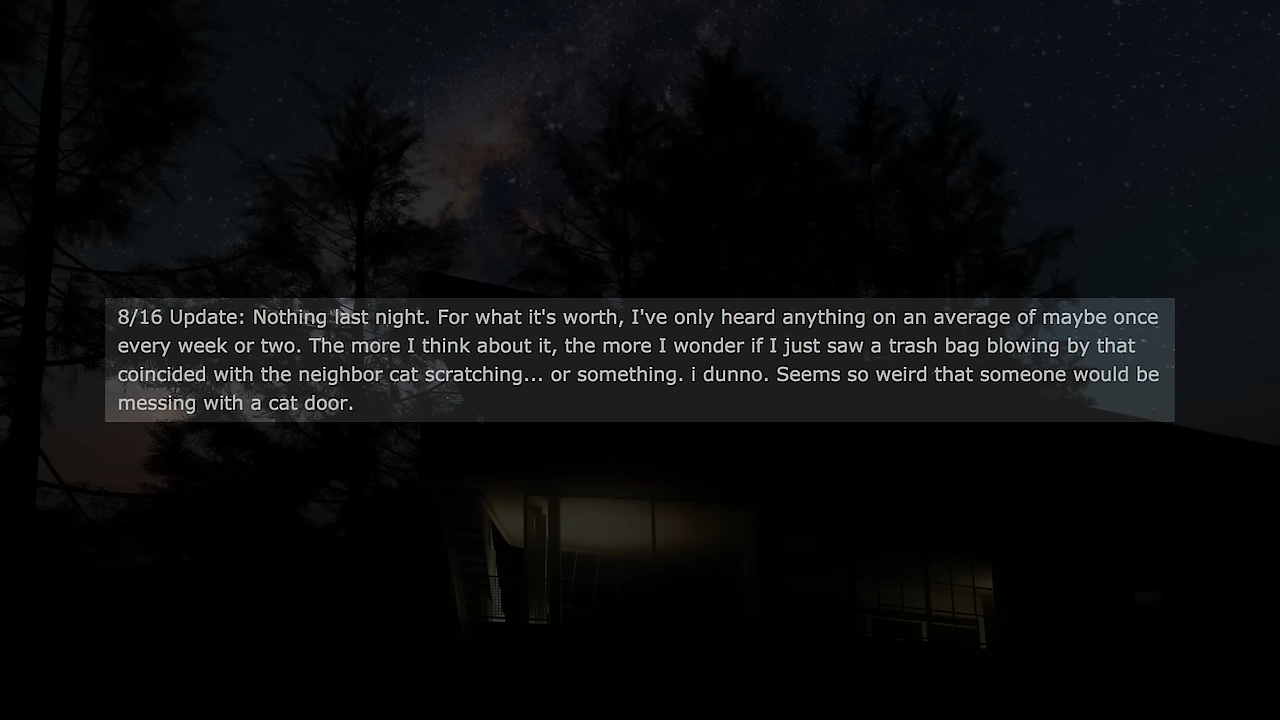 8/16 Update: Nothing last night. For what it's worth, I've only heard anything on an average of maybe once
every week or two. The more I think about it, the more I wonder if I just saw a trash bag blowing by that
coincided with the neighbor cat scratching... or something. i dunno. Seems so weird that someone would be
messing with a cat door.